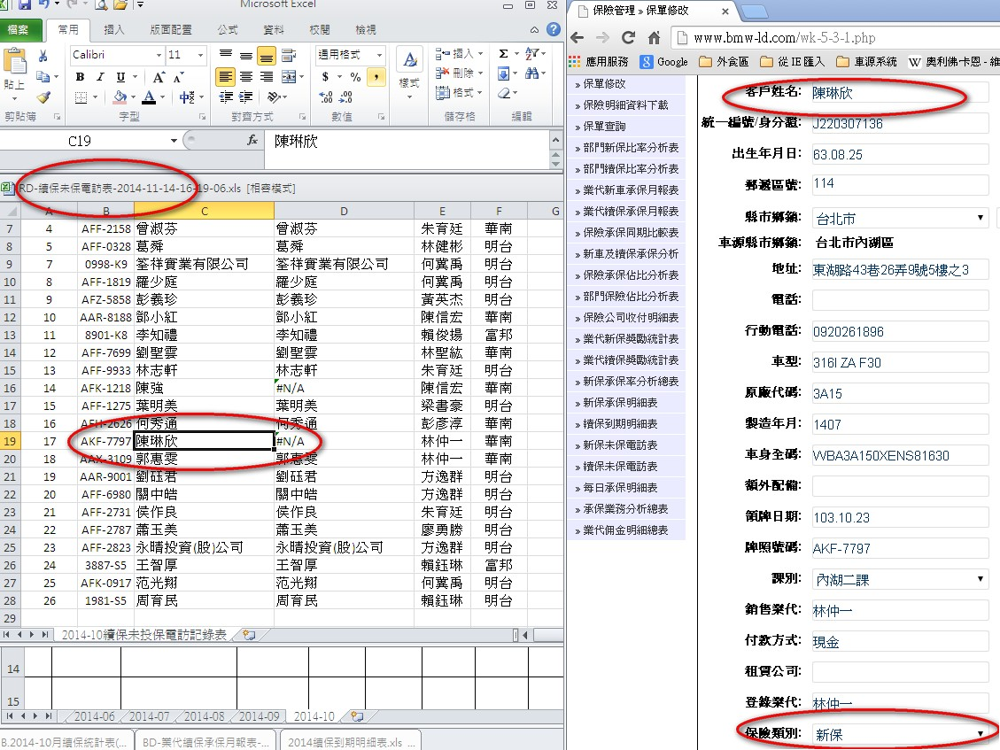 Microsoft Excel
檔案 常用 插入 版面配置 公式 資料 校閱 檢視
貼上 Calibri 11 通用格式 插入
B I U 樣式 刪除
格式
剪貼簿 字型 對齊方式 數值 儲存格 編輯
C19 fx 陳琳欣
RD-續保未保電訪表-2014-11-14-16-19-06.xls [相容模式]
A B C D E F G
7 4 AFF-2158 曾淑芬 曾淑芬 朱育廷 華南
8 5 AFF-0328 葛舜 葛舜 林健彬 明台
9 7 0998-K9 筌祥實業有限公司 筌祥實業有限公司 何冀禹 明台
10 8 AFF-1819 羅少庭 羅少庭 何冀禹 明台
11 9 AFZ-5858 彭義珍 彭義珍 黃英杰 明台
12 10 AAR-8188 鄧小紅 鄧小紅 陳信宏 華南
13 11 8901-K8 李知禮 李知禮 賴俊揚 富邦
14 12 AFF-7699 劉聖雲 劉聖雲 林聖紘 華南
15 13 AFF-9933 林志軒 林志軒 朱育廷 明台
16 14 AFK-1218 陳強 #N/A 陳信宏 華南
17 15 AFF-1275 葉明美 葉明美 梁書豪 明台
18 16 AFH-2626 何秀通 何秀通 彭彥淳 華南
19 17 AKF-7797 陳琳欣 #N/A 林仲一 華南
20 18 AAX-3109 郭惠雯 郭惠雯 林仲一 華南
21 19 AAR-9001 劉鈺君 劉鈺君 方逸群 明台
22 20 AFF-6980 關中皓 關中皓 方逸群 明台
23 21 AFF-2731 侯作良 侯作良 朱育廷 明台
24 22 AFF-2787 蕭玉美 蕭玉美 廖勇勝 明台
25 23 AFF-2823 永晴投資(股)公司 永晴投資(股)公司 方逸群 明台
26 24 3887-S5 王智厚 王智厚 賴鈺琳 富邦
27 25 AFK-0917 范光翔 范光翔 何冀禹 明台
28 26 1981-S5 周育民 周育民 賴鈺琳 明台
29
2014-10續保未投保電訪記錄表
14
15
2014-06 2014-07 2014-08 2014-09 2014-10
B.2014-10月續保統計表(... BD-業代續保承保月報表-... 2014續保到期明細表.xls ...
保險管理 » 保單修改
www.bmw-ld.com/wk-5-3-1.php
應用服務 Google 外食區 從 IE 匯入 車源系統 W 奧利佛卡恩 - 維
» 保單修改
» 保險明細資料下載
» 保單查詢
» 部門新保比率分析表
» 部門續保比率分析表
» 業代新車承保月報表
» 業代續保承保月報表
» 保險承保同期比較表
» 新車及續保承保分析
» 保險承保佔比分析表
» 部門保險佔比分析表
» 保險公司收付明細表
» 業代新保獎勵統計表
» 業代續保獎勵統計表
» 新保承保率分析總表
» 新保承保明細表
» 續保到期明細表
» 新保未保電訪表
» 續保未保電訪表
» 每日承保明細表
» 承保業務分析總表
» 業代佣金明細總表
客戶姓名: 陳琳欣
統一編號/身分證: J220307136
出生年月日: 63.08.25
郵遞區號: 114
縣市鄉鎮: 台北市
車源縣市鄉鎮: 台北市內湖區
地址: 東湖路43巷26弄9號5樓之3
電話:
行動電話: 0920261896
車型: 316I ZA F30
原廠代碼: 3A15
製造年月: 1407
車身全碼: WBA3A150XENS81630
額外配備:
領牌日期: 103.10.23
牌照號碼: AKF-7797
課別: 內湖二課
銷售業代: 林仲一
付款方式: 現金
租賃公司:
登錄業代: 林仲一
保險類別: 新保